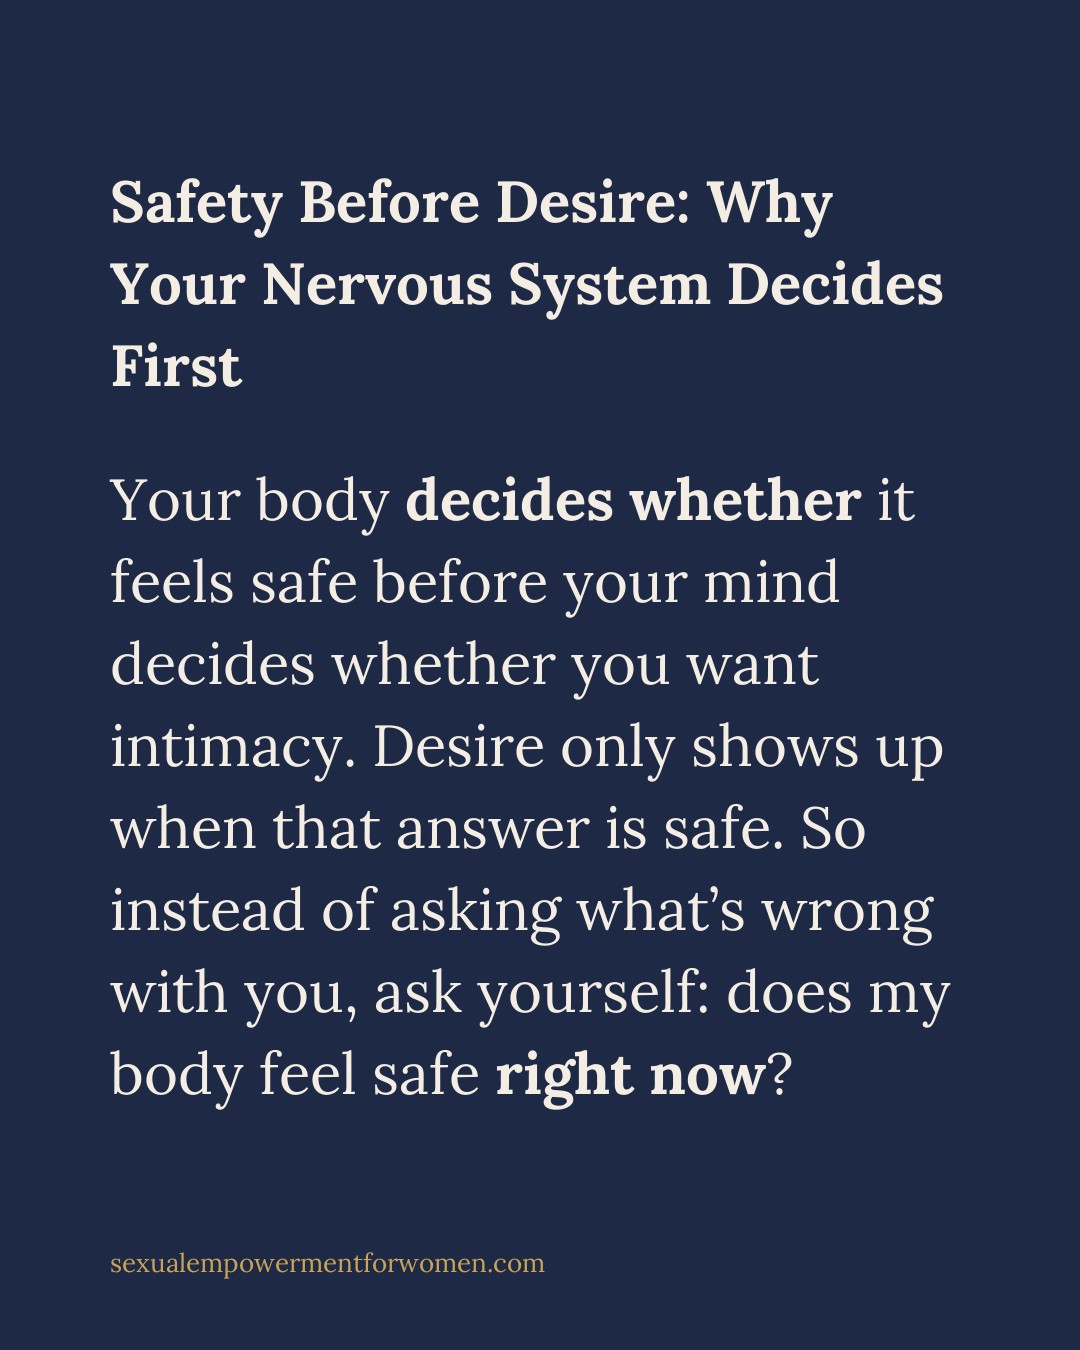 Safety Before Desire: Why
Your Nervous System Decides
First
Your body decides whether it
feels safe before your mind
decides whether you want
intimacy. Desire only shows up
when that answer is safe. So
instead of asking what’s wrong
with you, ask yourself: does my
body feel safe right now?
sexualempowermentforwomen.com